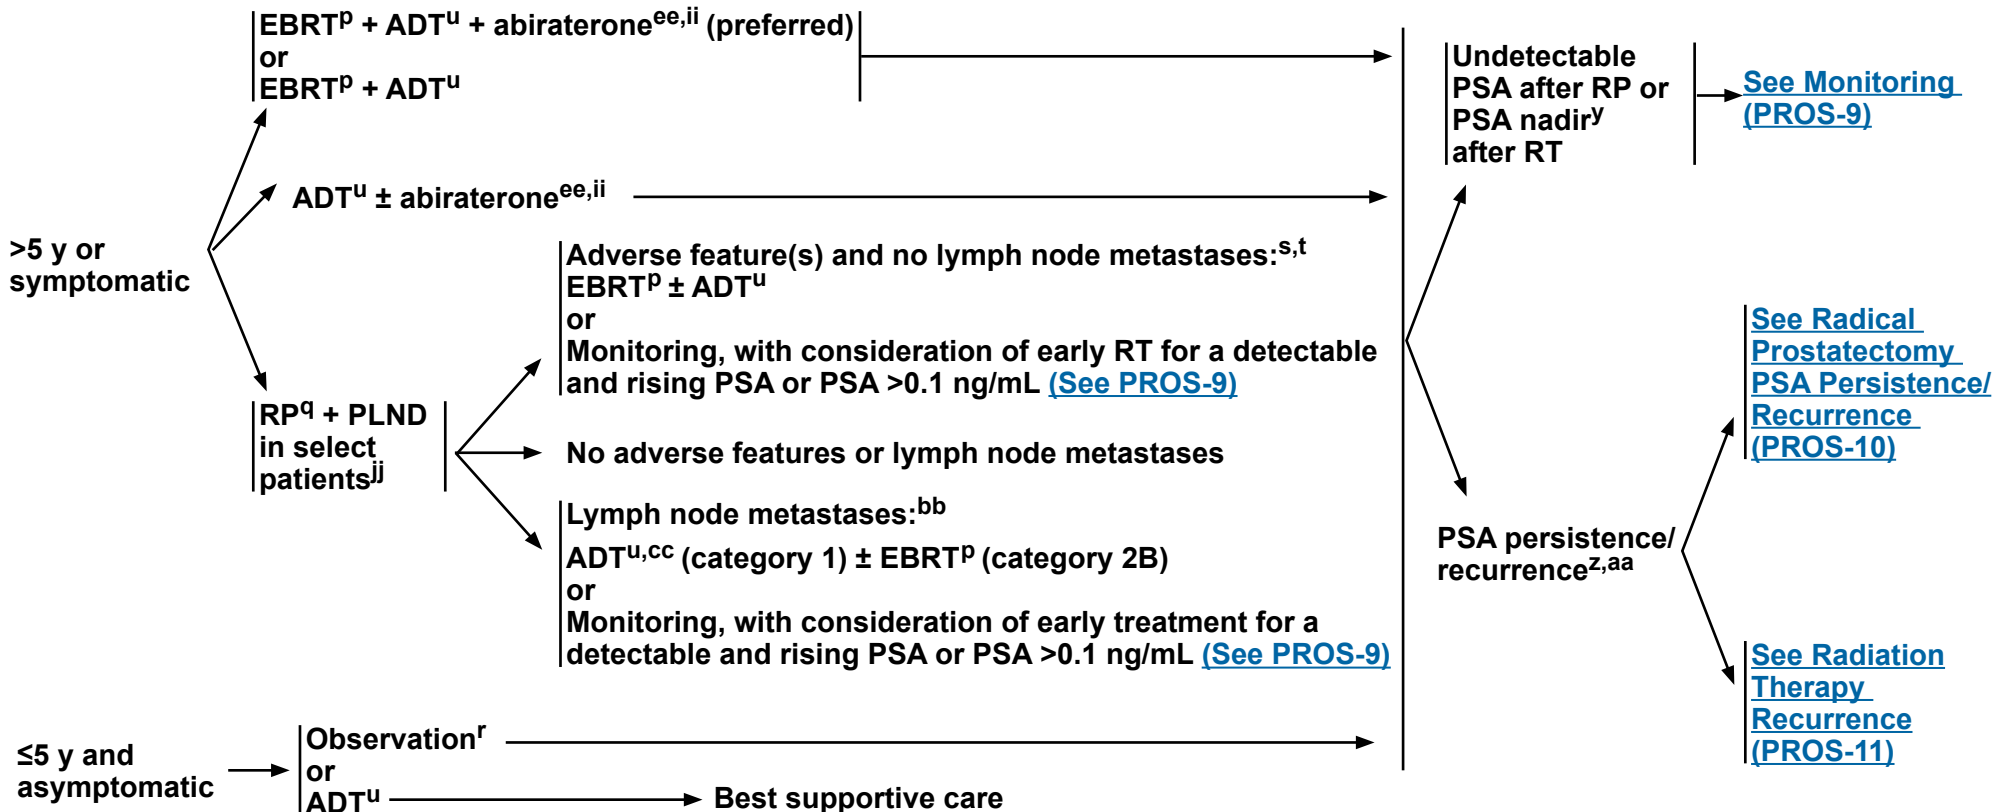 >5 y or
symptomatic
EBRTᵖ + ADTᵘ + abirateroneᵉᵉ,ⁱⁱ (preferred)
or
EBRTᵖ + ADTᵘ
ADTᵘ ± abirateroneᵉᵉ,ⁱⁱ
RPq + PLND
in select
patientsʲʲ
Adverse feature(s) and no lymph node metastases:ˢ,ᵗ
EBRTᵖ ± ADTᵘ
or
Monitoring, with consideration of early RT for a detectable
and rising PSA or PSA >0.1 ng/mL (See PROS-9)
No adverse features or lymph node metastases
Lymph node metastases:ᵇᵇ
ADTᵘ,ᶜᶜ (category 1) ± EBRTᵖ (category 2B)
or
Monitoring, with consideration of early treatment for a
detectable and rising PSA or PSA >0.1 ng/mL (See PROS-9)
≤5 y and
asymptomatic
Observationʳ
or
ADTᵘ
Best supportive care
Undetectable
PSA after RP or
PSA nadirʸ
after RT
See Monitoring
(PROS-9)
PSA persistence/
recurrenceᶻ,ᵃᵃ
See Radical
Prostatectomy
PSA Persistence/
Recurrence
(PROS-10)
See Radiation
Therapy
Recurrence
(PROS-11)